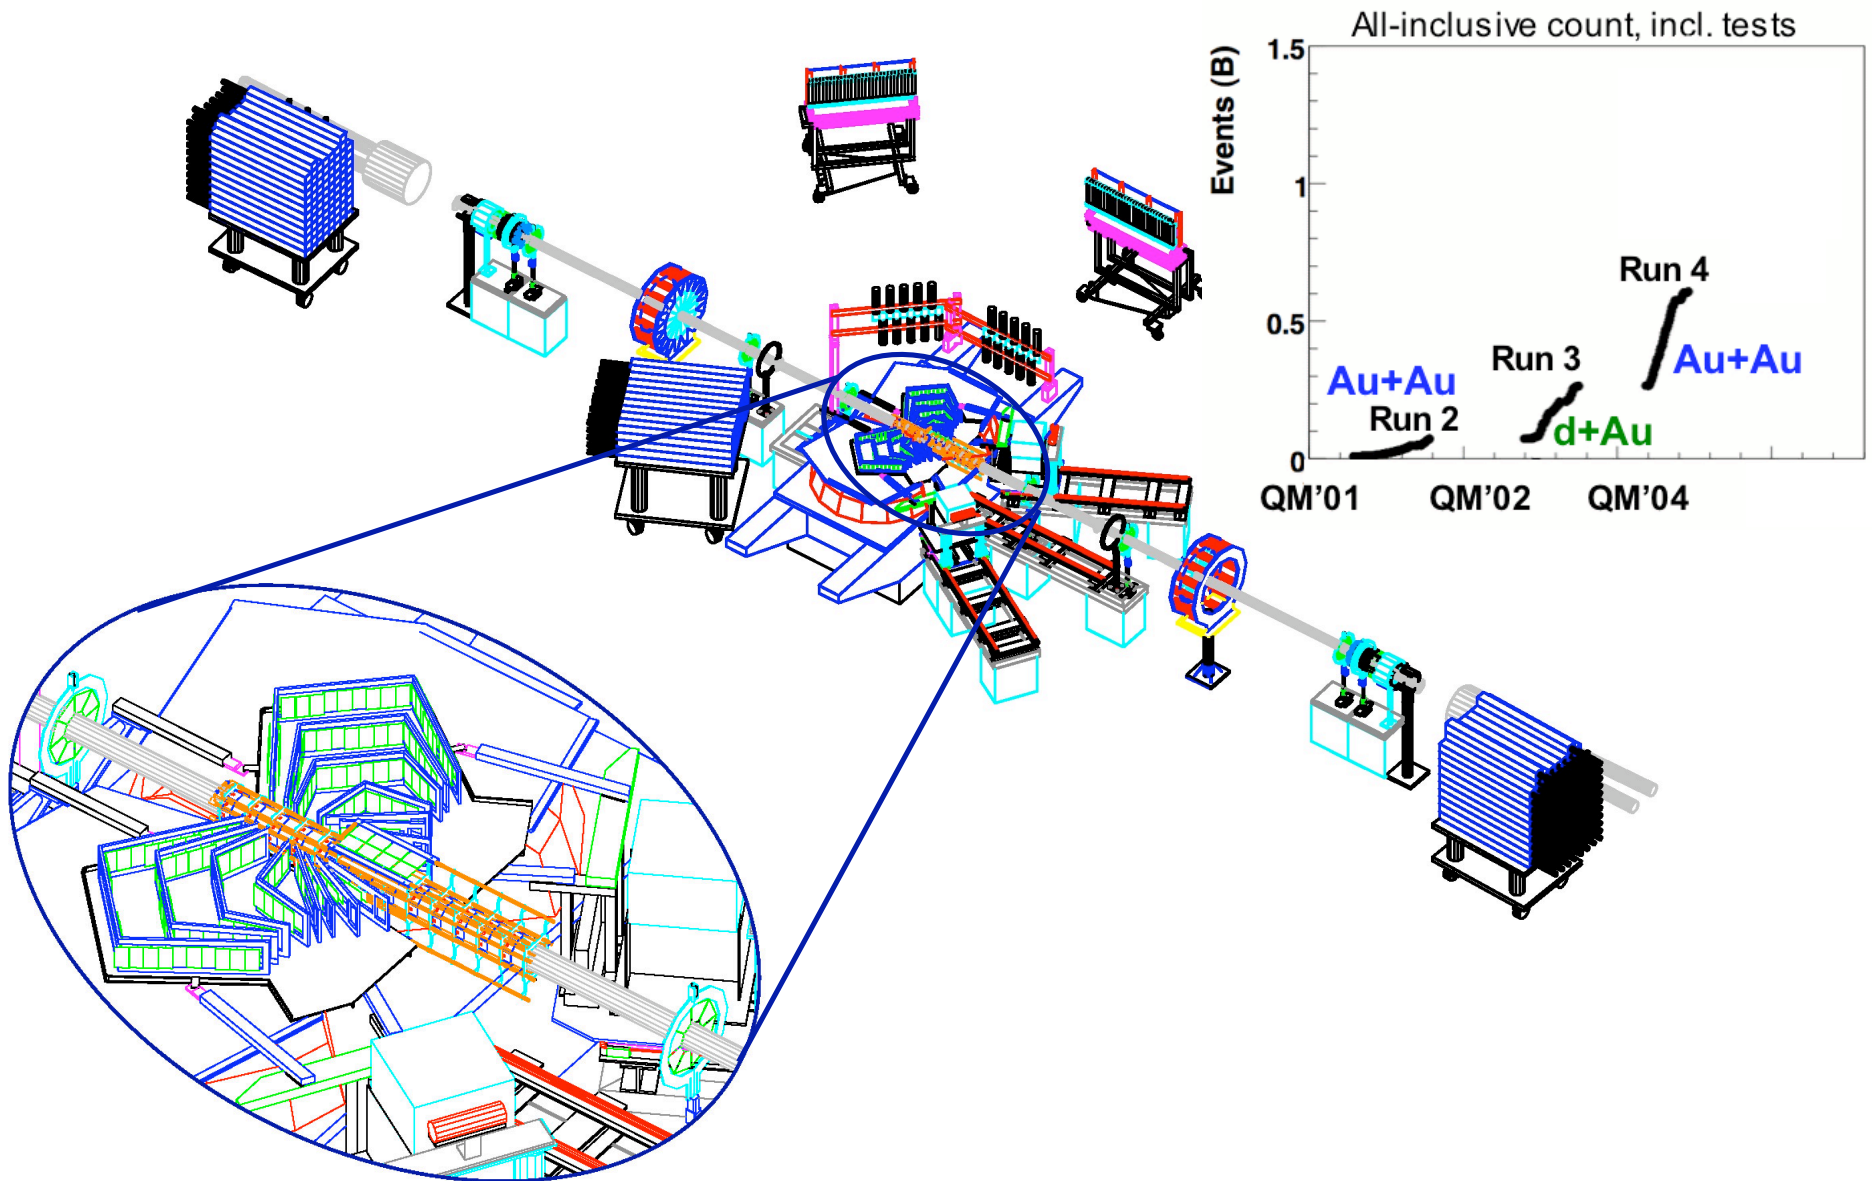 All-inclusive count, incl. tests
Events (B)
1.5
1
0.5
0
Run 4
Au+Au
Run 3
d+Au
Au+Au
Run 2
QM'01
QM'02
QM'04